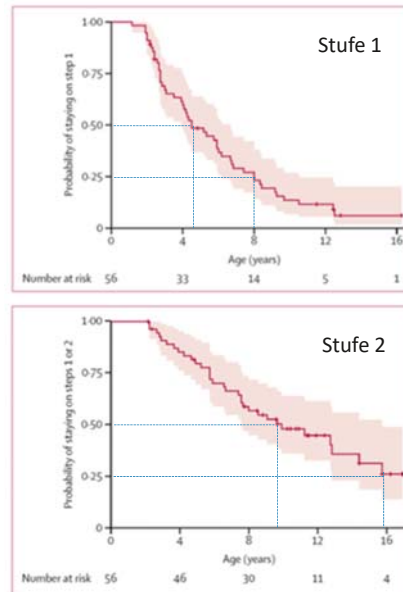 Stufe 1
Probability of staying on step 1
1·00
0·75
0·50
0·25
0
0 4 8 12 16
Age (years)
Number at risk 56 33 14 5 1
Stufe 2
Probability of staying on steps 1 or 2
1·00
0·75
0·50
0·25
0
0 4 8 12 16
Age (years)
Number at risk 56 46 30 11 4